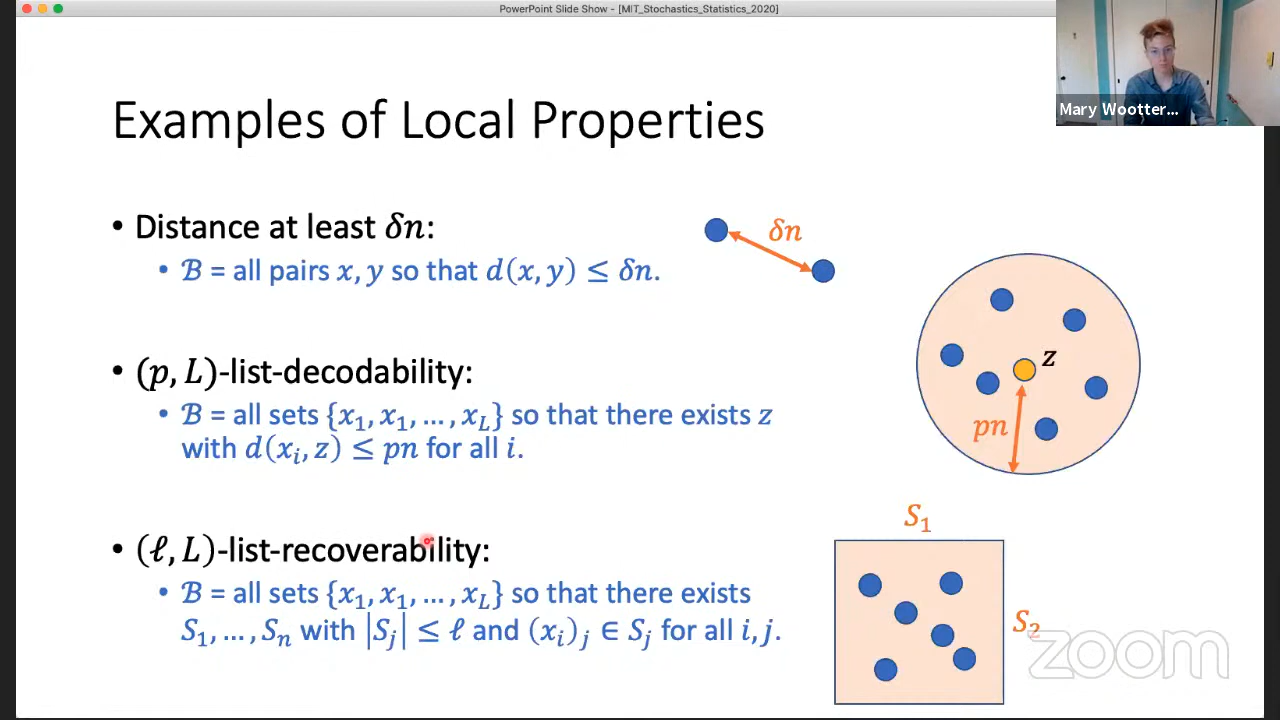 PowerPoint Slide Show - [MIT_Stochastics_Statistics_2020]
Mary Wootter...
Examples of Local Properties
• Distance at least δn:
• ℬ = all pairs x, y so that d(x, y) ≤ δn.
δn
• (p, L)-list-decodability:
• ℬ = all sets {x₁, x₁, …, x_L} so that there exists z
with d(xᵢ, z) ≤ pn for all i.
z
pn
• (ℓ, L)-list-recoverability:
• ℬ = all sets {x₁, x₁, …, x_L} so that there exists
S₁, …, Sₙ with |Sⱼ| ≤ ℓ and (xᵢ)ⱼ ∈ Sⱼ for all i, j.
S₁
S₂
zoom